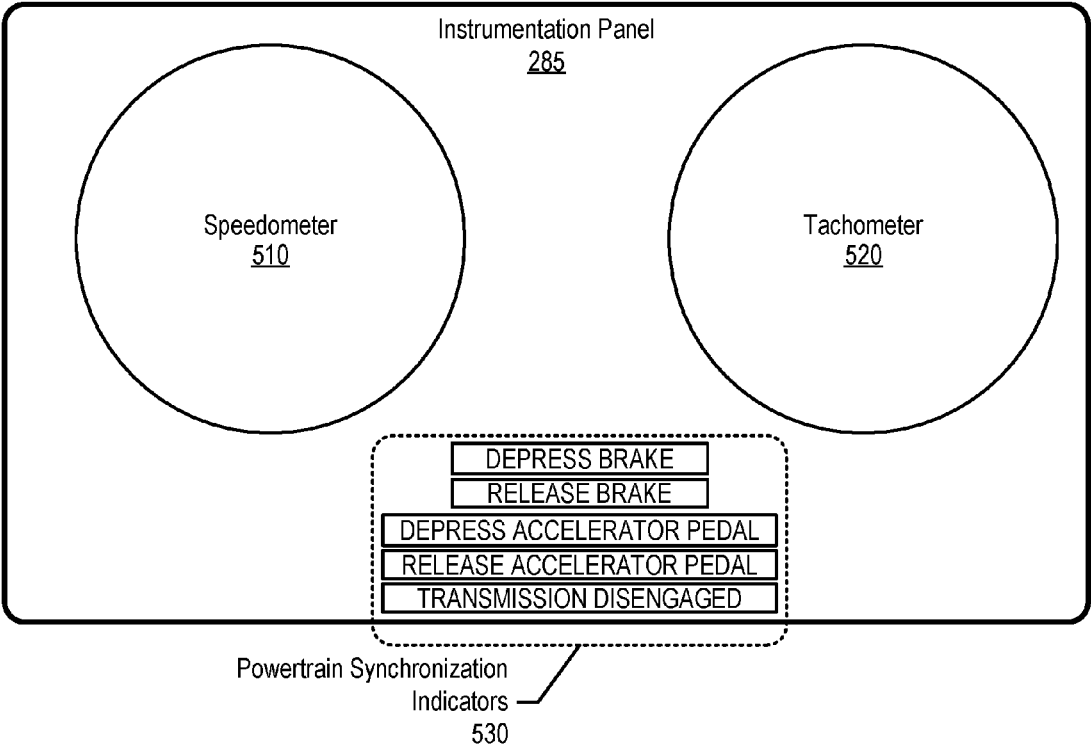 Instrumentation Panel
285
Speedometer
510
Tachometer
520
DEPRESS BRAKE
RELEASE BRAKE
DEPRESS ACCELERATOR PEDAL
RELEASE ACCELERATOR PEDAL
TRANSMISSION DISENGAGED
Powertrain Synchronization
Indicators
530